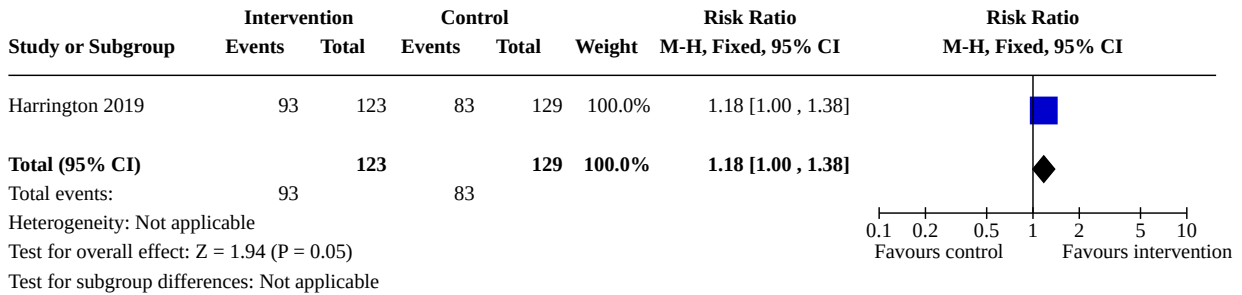 Intervention Control Risk Ratio Risk Ratio
Study or Subgroup Events Total Events Total Weight M-H, Fixed, 95% CI M-H, Fixed, 95% CI
Harrington 2019 93 123 83 129 100.0% 1.18 [1.00 , 1.38]
Total (95% CI) 123 129 100.0% 1.18 [1.00 , 1.38]
Total events: 93 83
Heterogeneity: Not applicable
0.1 0.2 0.5 1 2 5 10
Test for overall effect: Z = 1.94 (P = 0.05) Favours control Favours intervention
Test for subgroup differences: Not applicable